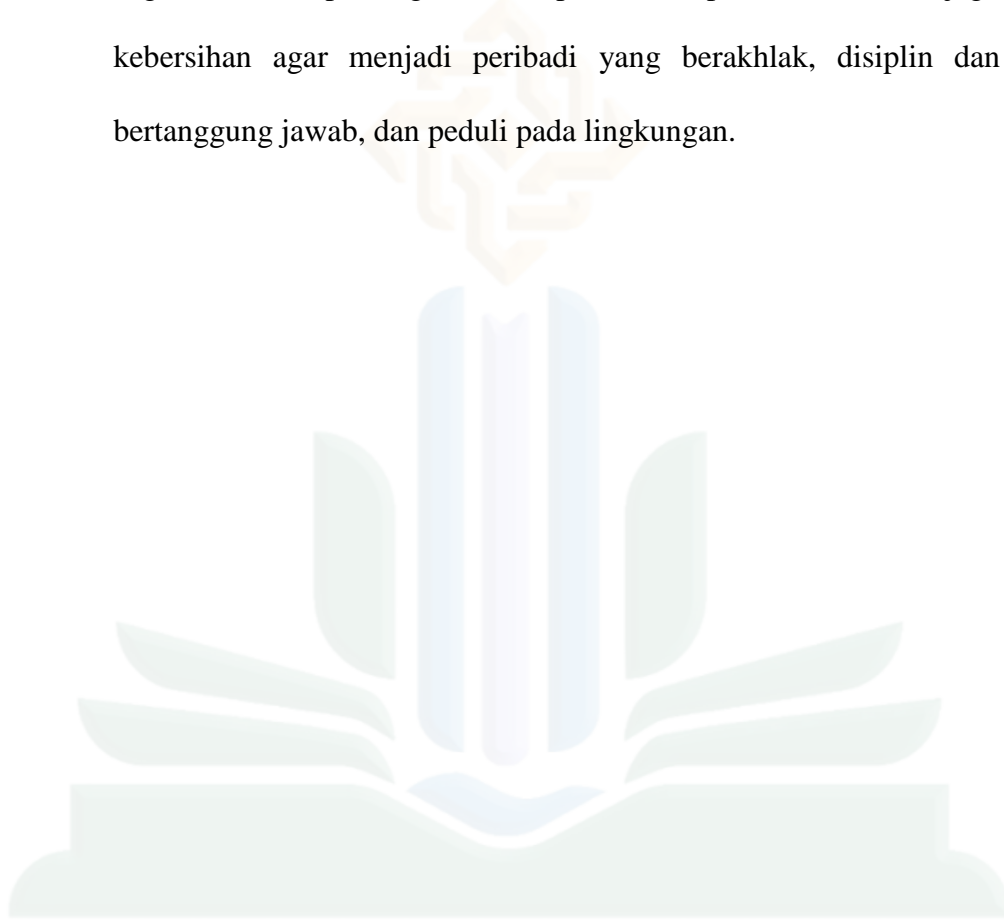 kebersihan agar menjadi peribadi yang berakhlak, disiplin dan
bertanggung jawab, dan peduli pada lingkungan.